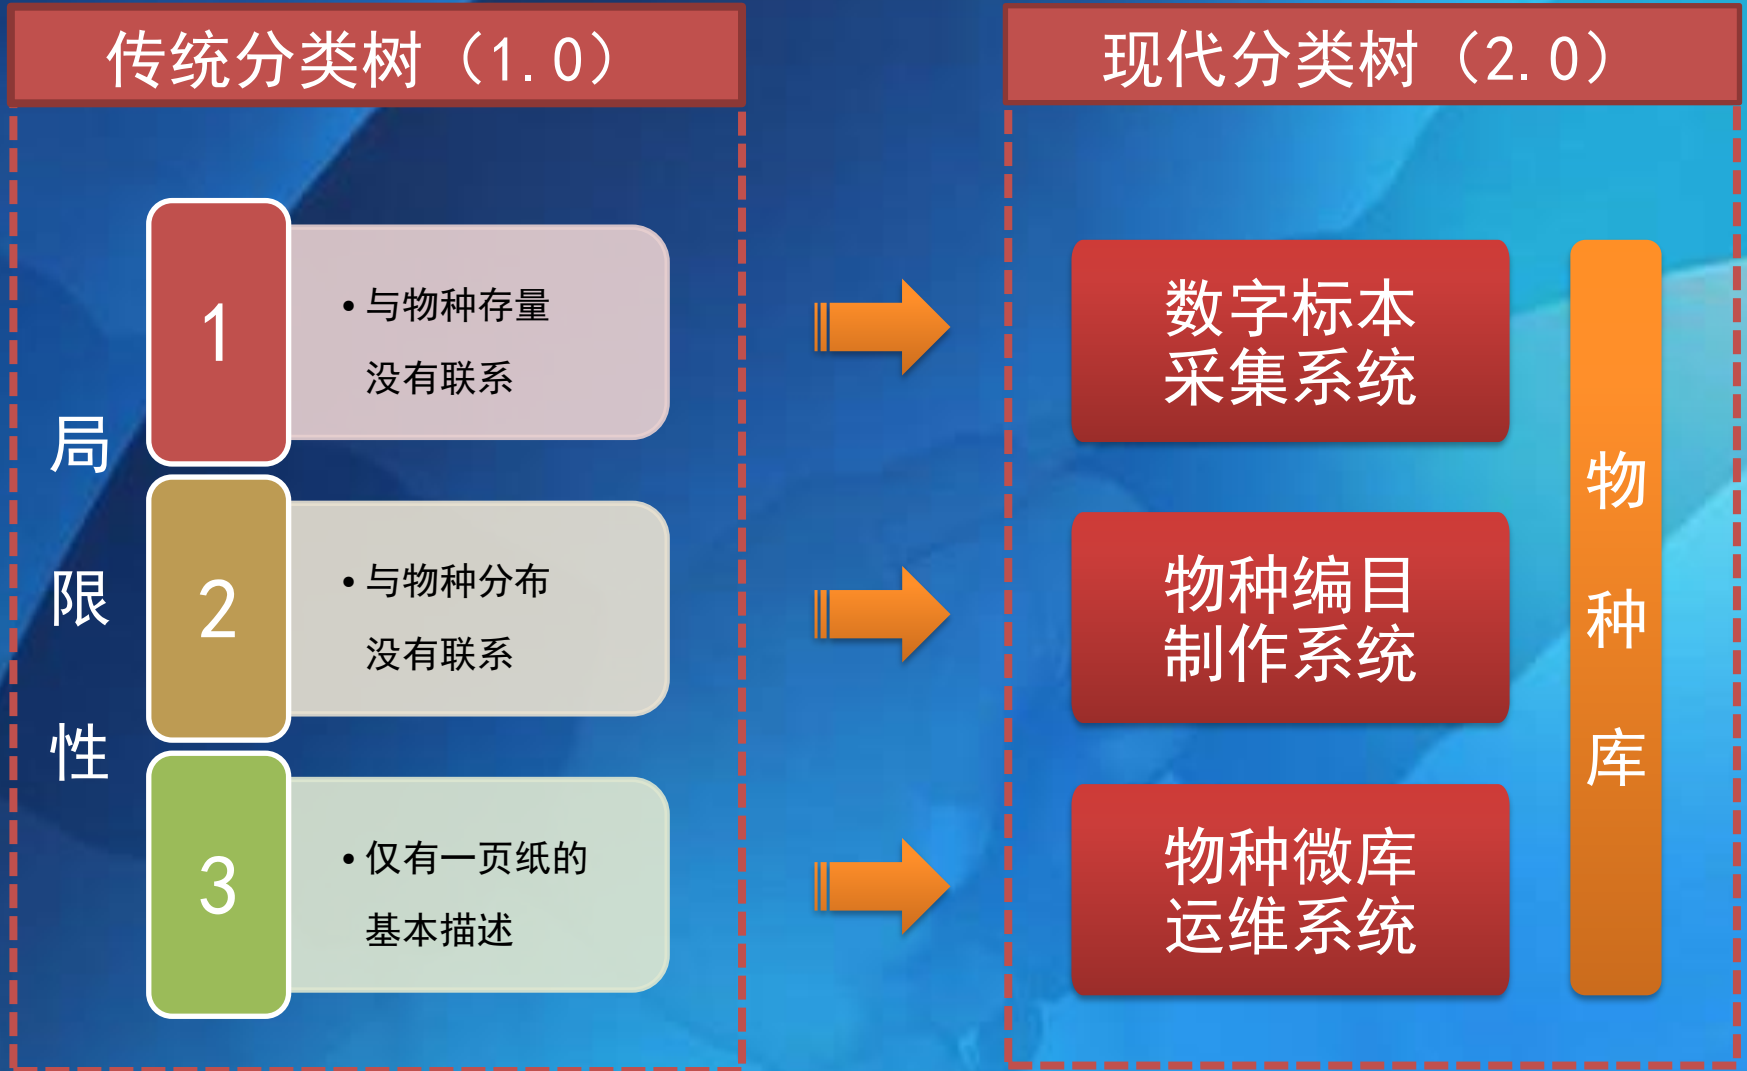 传统分类树（1.0）
局
限
性
1
•与物种存量
没有联系
2
•与物种分布
没有联系
3
•仅有一页纸的
基本描述
现代分类树（2.0）
数字标本
采集系统
物种编目
制作系统
物种微库
运维系统
物
种
库